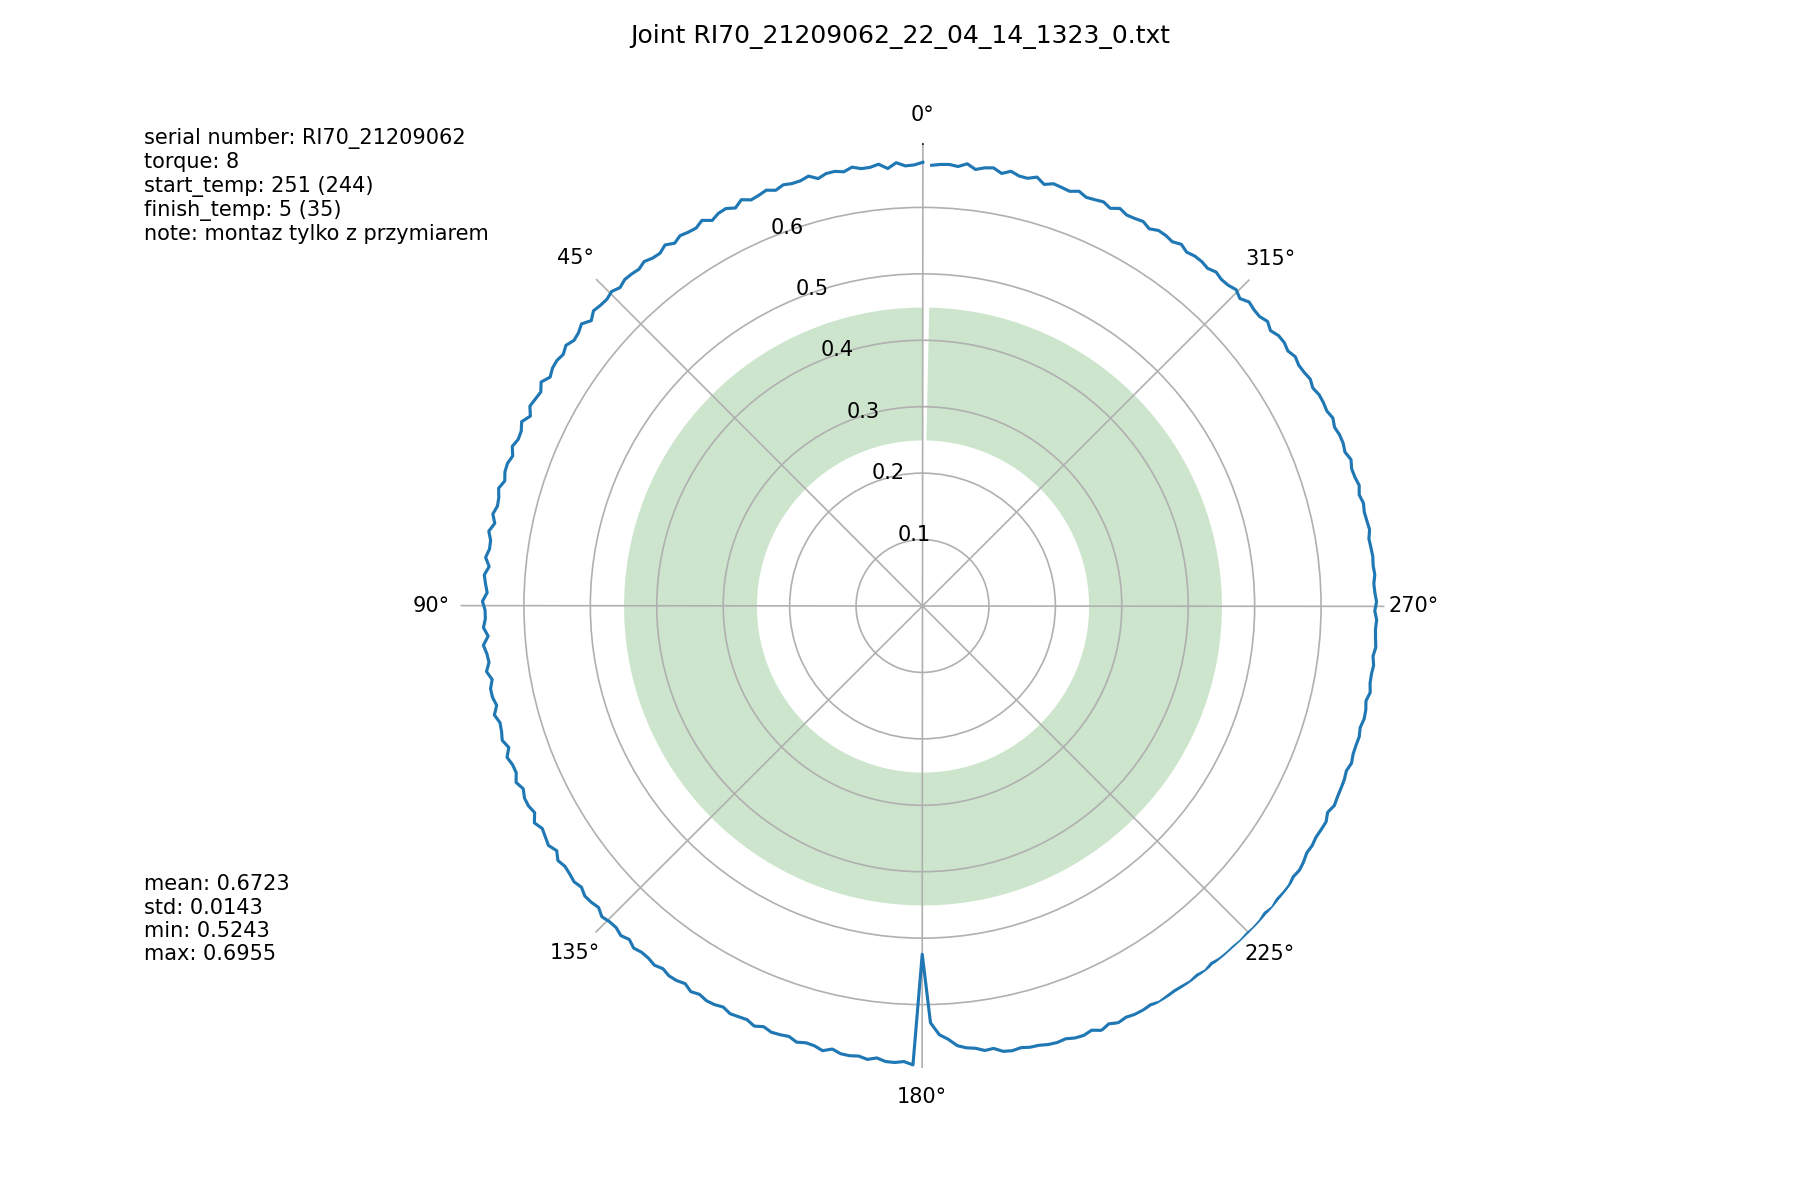 Joint RI70_21209062_22_04_14_1323_0.txt
serial number: RI70_21209062
torque: 8
start_temp: 251 (244)
finish_temp: 5 (35)
note: montaz tylko z przymiarem
0°
45°
315°
0.6
0.5
0.4
0.3
0.2
0.1
90°
270°
mean: 0.6723
std: 0.0143
min: 0.5243
max: 0.6955
135°
225°
180°